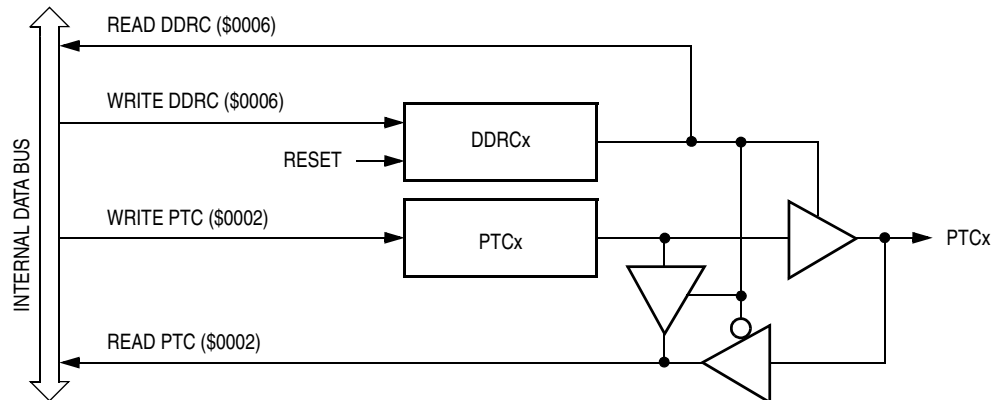 READ DDRC ($0006)
WRITE DDRC ($0006)
DDRCx
RESET
WRITE PTC ($0002)
PTCx
PTCx
READ PTC ($0002)
INTERNAL DATA BUS